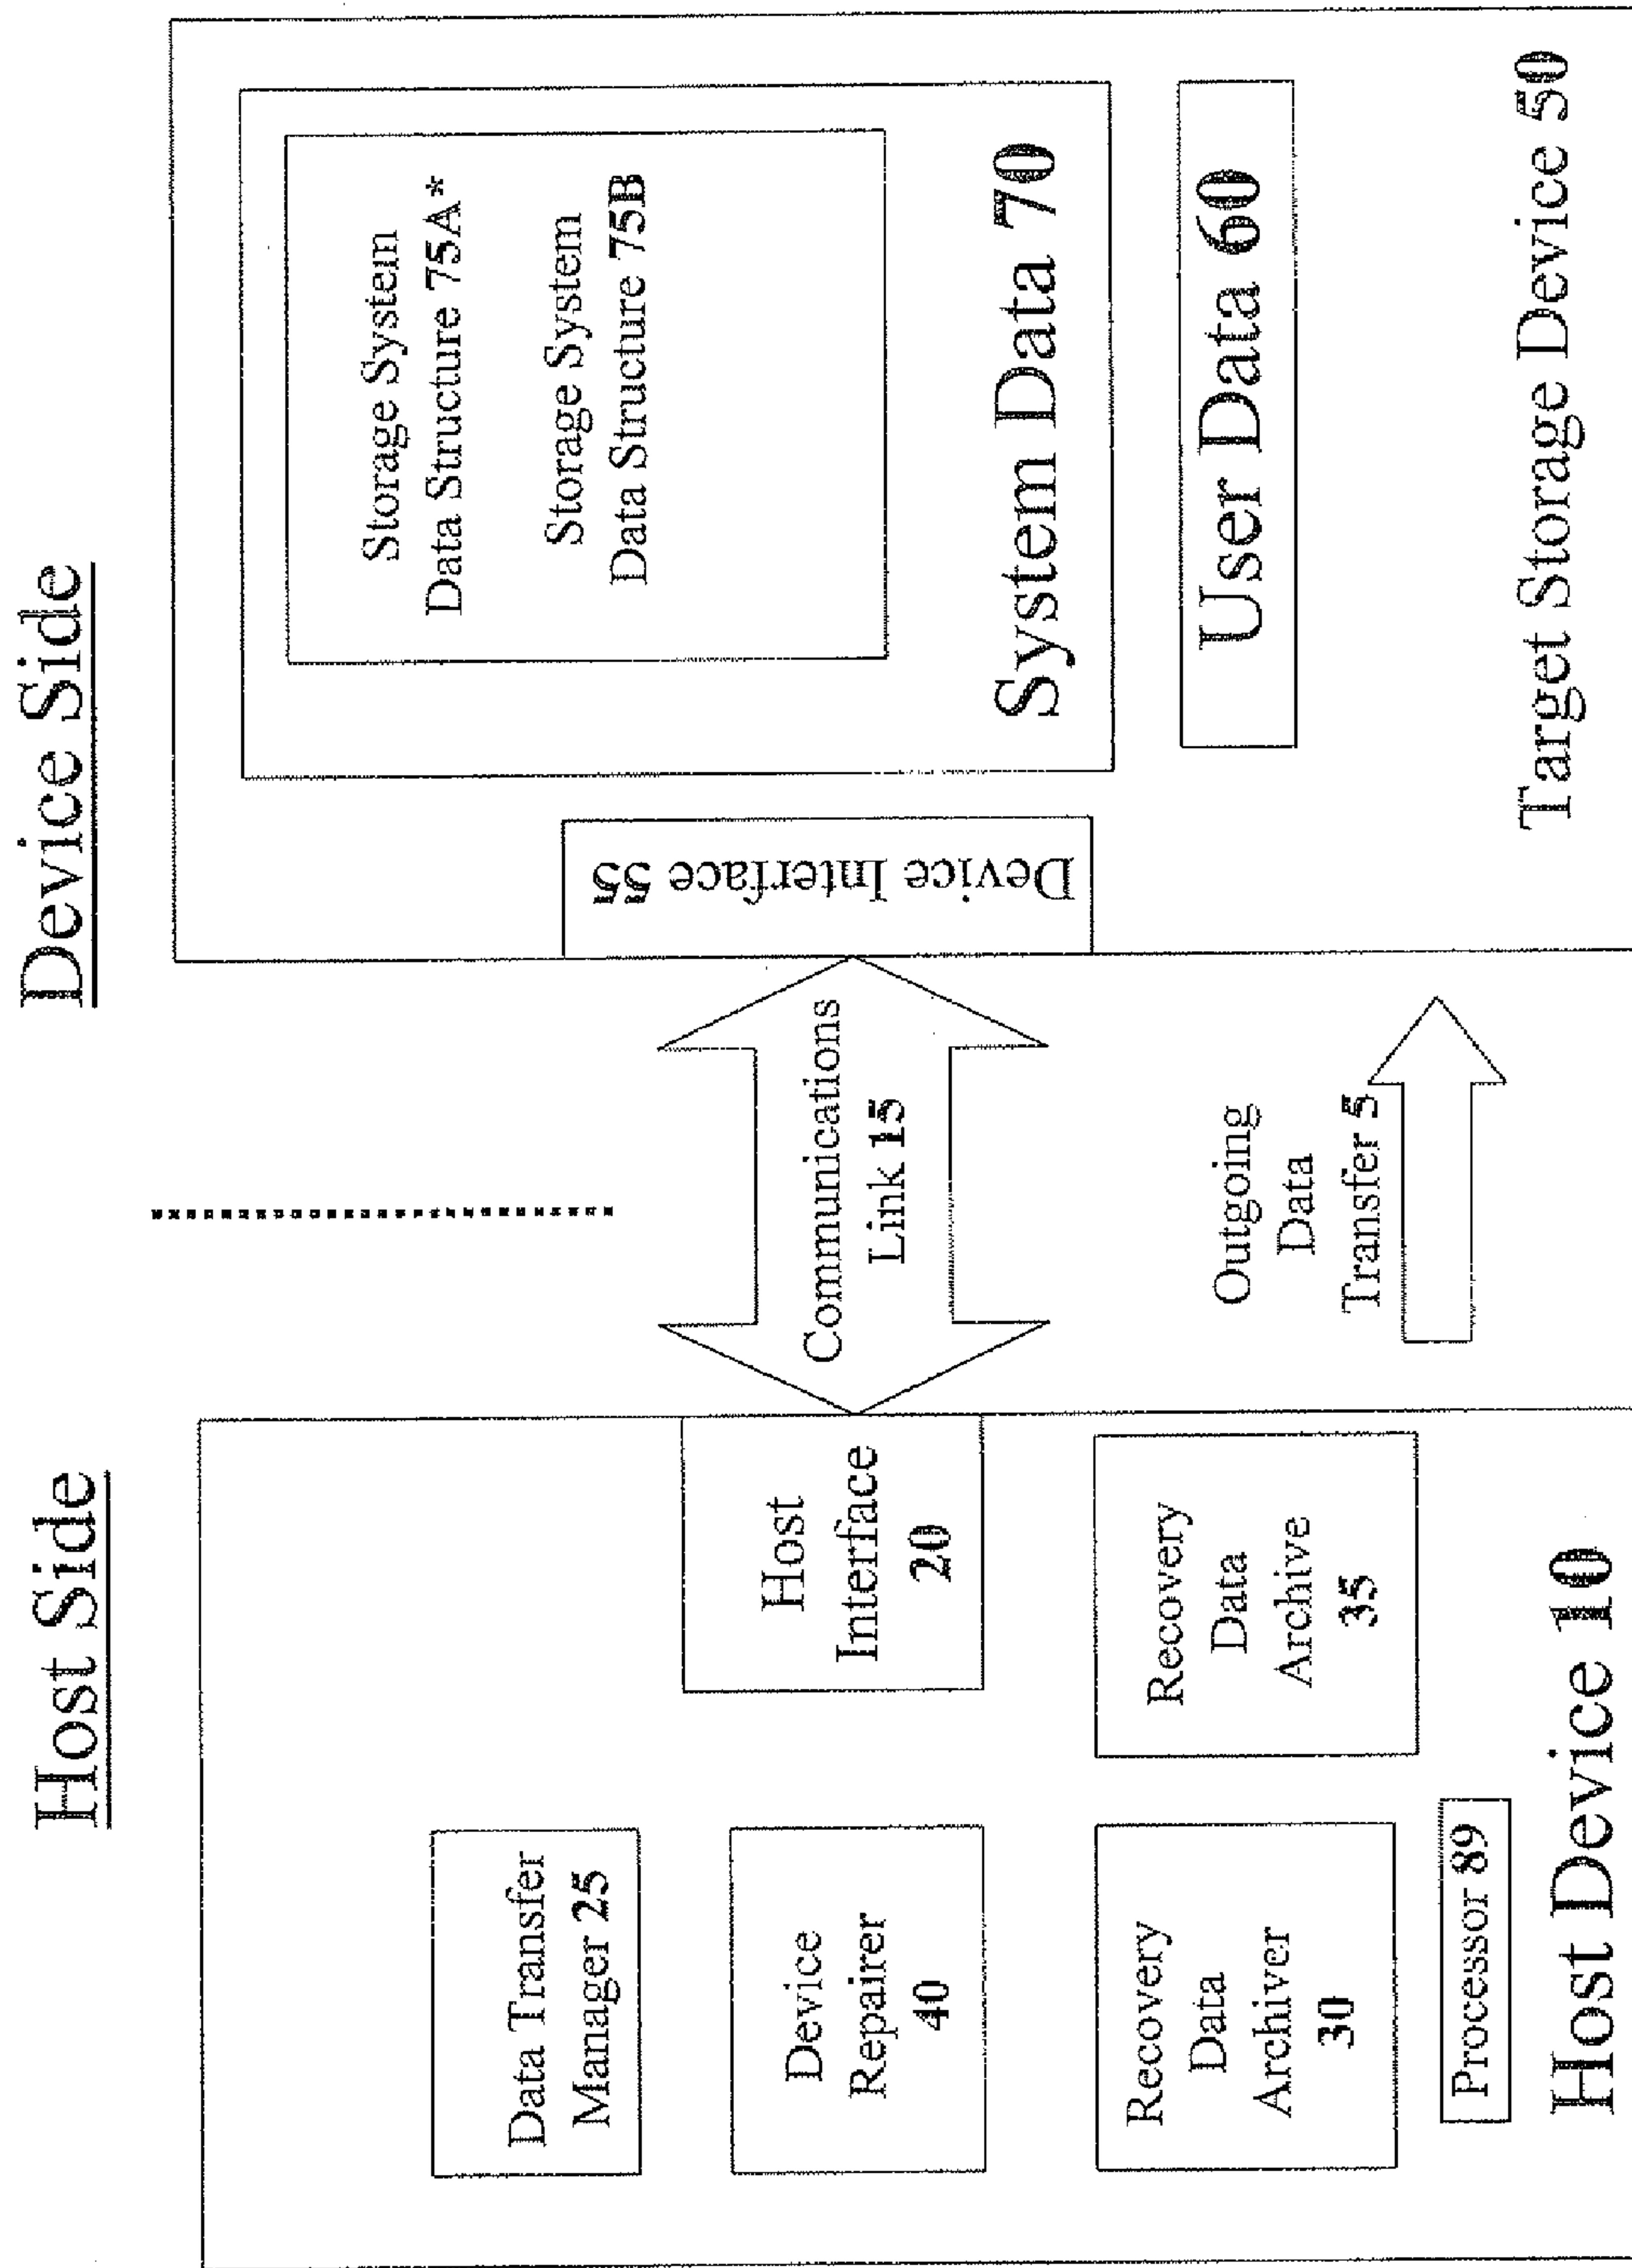 Host Side
Data Transfer
Manager 25
Device
Repairer
40
Host
Interface
20
Recovery
Data
Archiver
30
Recovery
Data
Archive
35
Processor 89
Host Device 10
Communications
Link 15
Outgoing
Data
Transfer 5
Device Side
Device Interface 55
Storage System
Data Structure 75A*
Storage System
Data Structure 75B
System Data 70
User Data 60
Target Storage Device 50